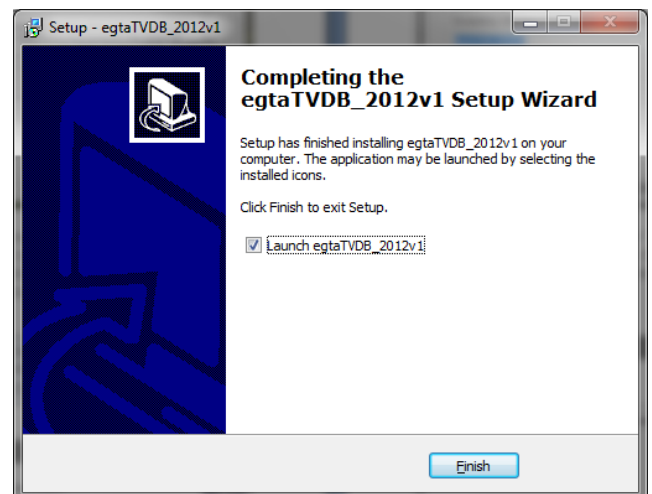 Setup - egtaTVDB_2012v1
Completing the
egtaTVDB_2012v1 Setup Wizard
Setup has finished installing egtaTVDB_2012v1 on your
computer. The application may be launched by selecting the
installed icons.
Click Finish to exit Setup.
Launch egtaTVDB_2012v1
Finish